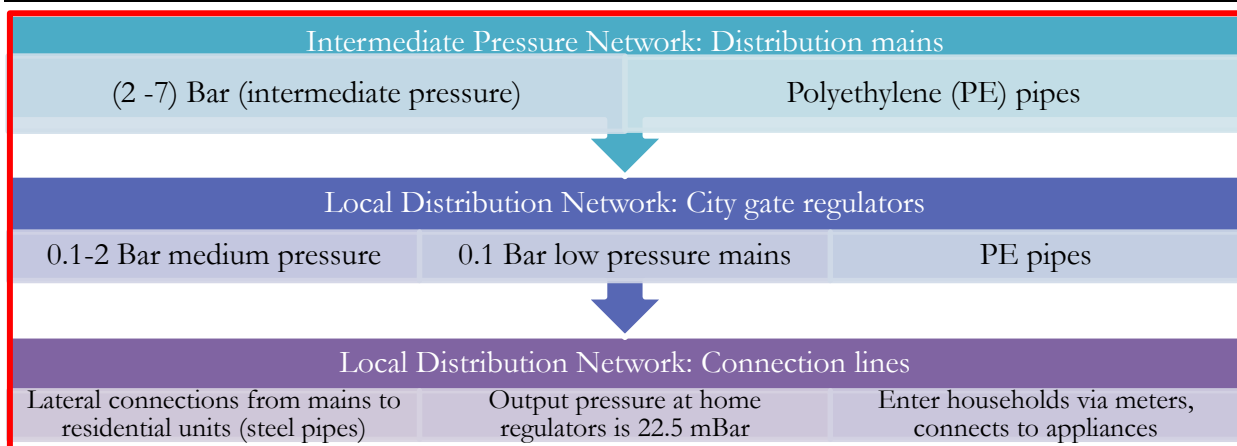 Intermediate Pressure Network: Distribution mains
(2 -7) Bar (intermediate pressure)
Polyethylene (PE) pipes
Local Distribution Network: City gate regulators
0.1-2 Bar medium pressure
0.1 Bar low pressure mains
PE pipes
Local Distribution Network: Connection lines
Lateral connections from mains to
residential units (steel pipes)
Output pressure at home
regulators is 22.5 mBar
Enter households via meters,
connects to appliances